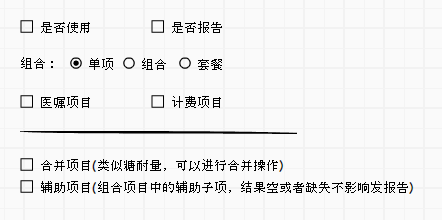 是否使用 是否报告
组合： 单项 组合 套餐
医嘱项目 计费项目
合并项目(类似糖耐量，可以进行合并操作)
辅助项目(组合项目中的辅助子项，结果空或者缺失不影响发报告)